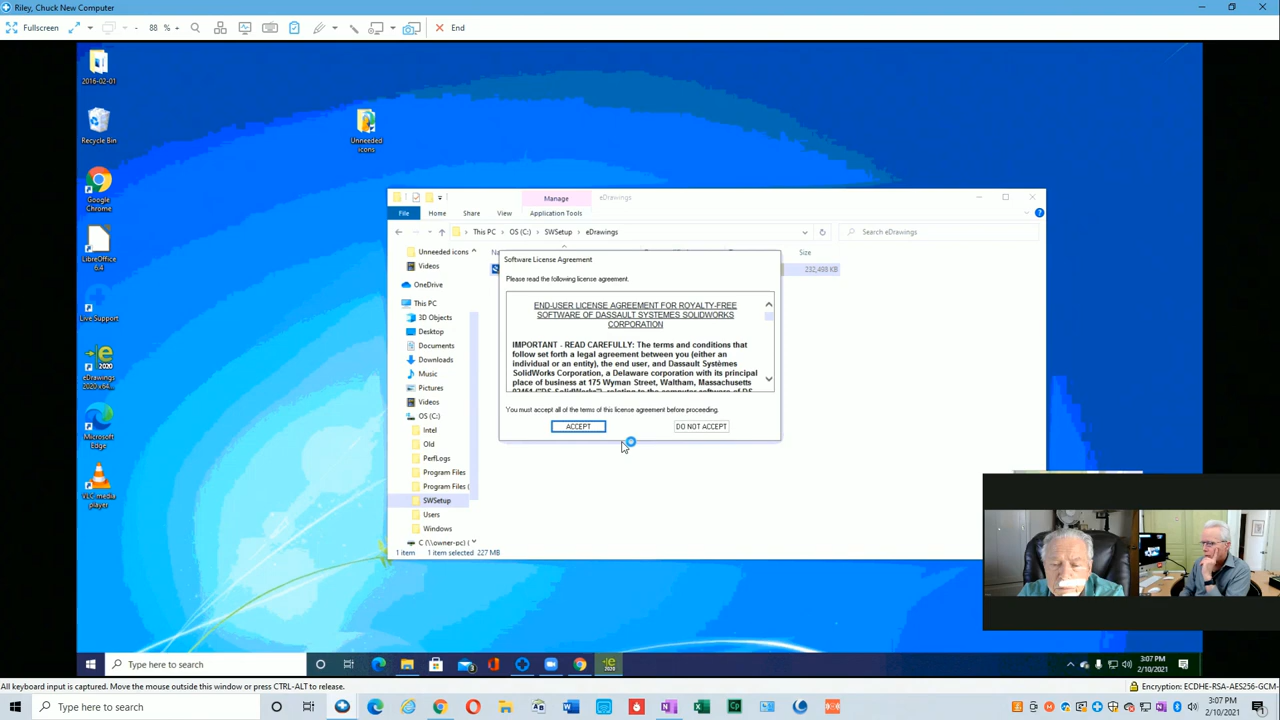 Riley, Chuck New Computer
Fullscreen - 88 % + End
2016-02-01
Recycle Bin
Unneeded
icons
Google
Chrome
LibreOffice
6.4
Live Support
eDrawings
2020 x64...
Microsoft
Edge
VLC media
player
Manage eDrawings
File Home Share View Application Tools
This PC OS (C:) SWSetup eDrawings Search eDrawings
Unneeded icons
Videos
OneDrive
This PC
3D Objects
Desktop
Documents
Downloads
Music
Pictures
Videos
OS (C:)
Intel
Old
PerfLogs
Program Files
Program Files (
SWSetup
Users
Windows
C (\\owner-pc) (
Size
232,498 KB
Software License Agreement
Please read the following license agreement.
END-USER LICENSE AGREEMENT FOR ROYALTY-FREE
SOFTWARE OF DASSAULT SYSTEMES SOLIDWORKS
CORPORATION
IMPORTANT - READ CAREFULLY: The terms and conditions that
follow set forth a legal agreement between you (either an
individual or an entity), the end user, and Dassault Systèmes
SolidWorks Corporation, a Delaware corporation with its principal
place of business at 175 Wyman Street, Waltham, Massachusetts
You must accept all of the terms of this license agreement before proceeding.
ACCEPT DO NOT ACCEPT
1 item 1 item selected 227 MB
Type here to search
3:07 PM
2/10/2021
All keyboard input is captured. Move the mouse outside this window or press CTRL-ALT to release. Encryption: ECDHE-RSA-AES256-GCM-
Type here to search
3:07 PM
2/10/2021